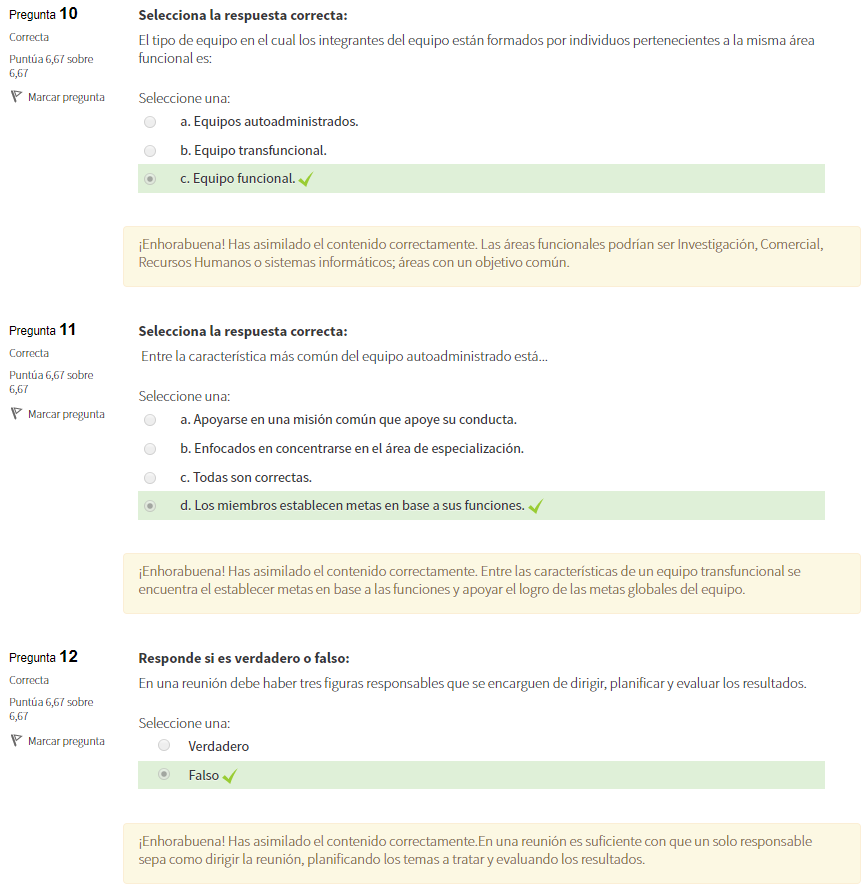 Pregunta 10
Correcta
Puntúa 6,67 sobre
6,67
Marcar pregunta
Selecciona la respuesta correcta:
El tipo de equipo en el cual los integrantes del equipo están formados por individuos pertenecientes a la misma área
funcional es:
Seleccione una:
a. Equipos autoadministrados.
b. Equipo transfuncional.
c. Equipo funcional.
¡Enhorabuena! Has asimilado el contenido correctamente. Las áreas funcionales podrían ser Investigación, Comercial,
Recursos Humanos o sistemas informáticos; áreas con un objetivo común.
Pregunta 11
Correcta
Puntúa 6,67 sobre
6,67
Marcar pregunta
Selecciona la respuesta correcta:
Entre la característica más común del equipo autoadministrado está...
Seleccione una:
a. Apoyarse en una misión común que apoye su conducta.
b. Enfocados en concentrarse en el área de especialización.
c. Todas son correctas.
d. Los miembros establecen metas en base a sus funciones.
¡Enhorabuena! Has asimilado el contenido correctamente. Entre las características de un equipo transfuncional se
encuentra el establecer metas en base a las funciones y apoyar el logro de las metas globales del equipo.
Pregunta 12
Correcta
Puntúa 6,67 sobre
6,67
Marcar pregunta
Responde si es verdadero o falso:
En una reunión debe haber tres figuras responsables que se encarguen de dirigir, planificar y evaluar los resultados.
Seleccione una:
Verdadero
Falso
¡Enhorabuena! Has asimilado el contenido correctamente.En una reunión es suficiente con que un solo responsable
sepa como dirigir la reunión, planificando los temas a tratar y evaluando los resultados.